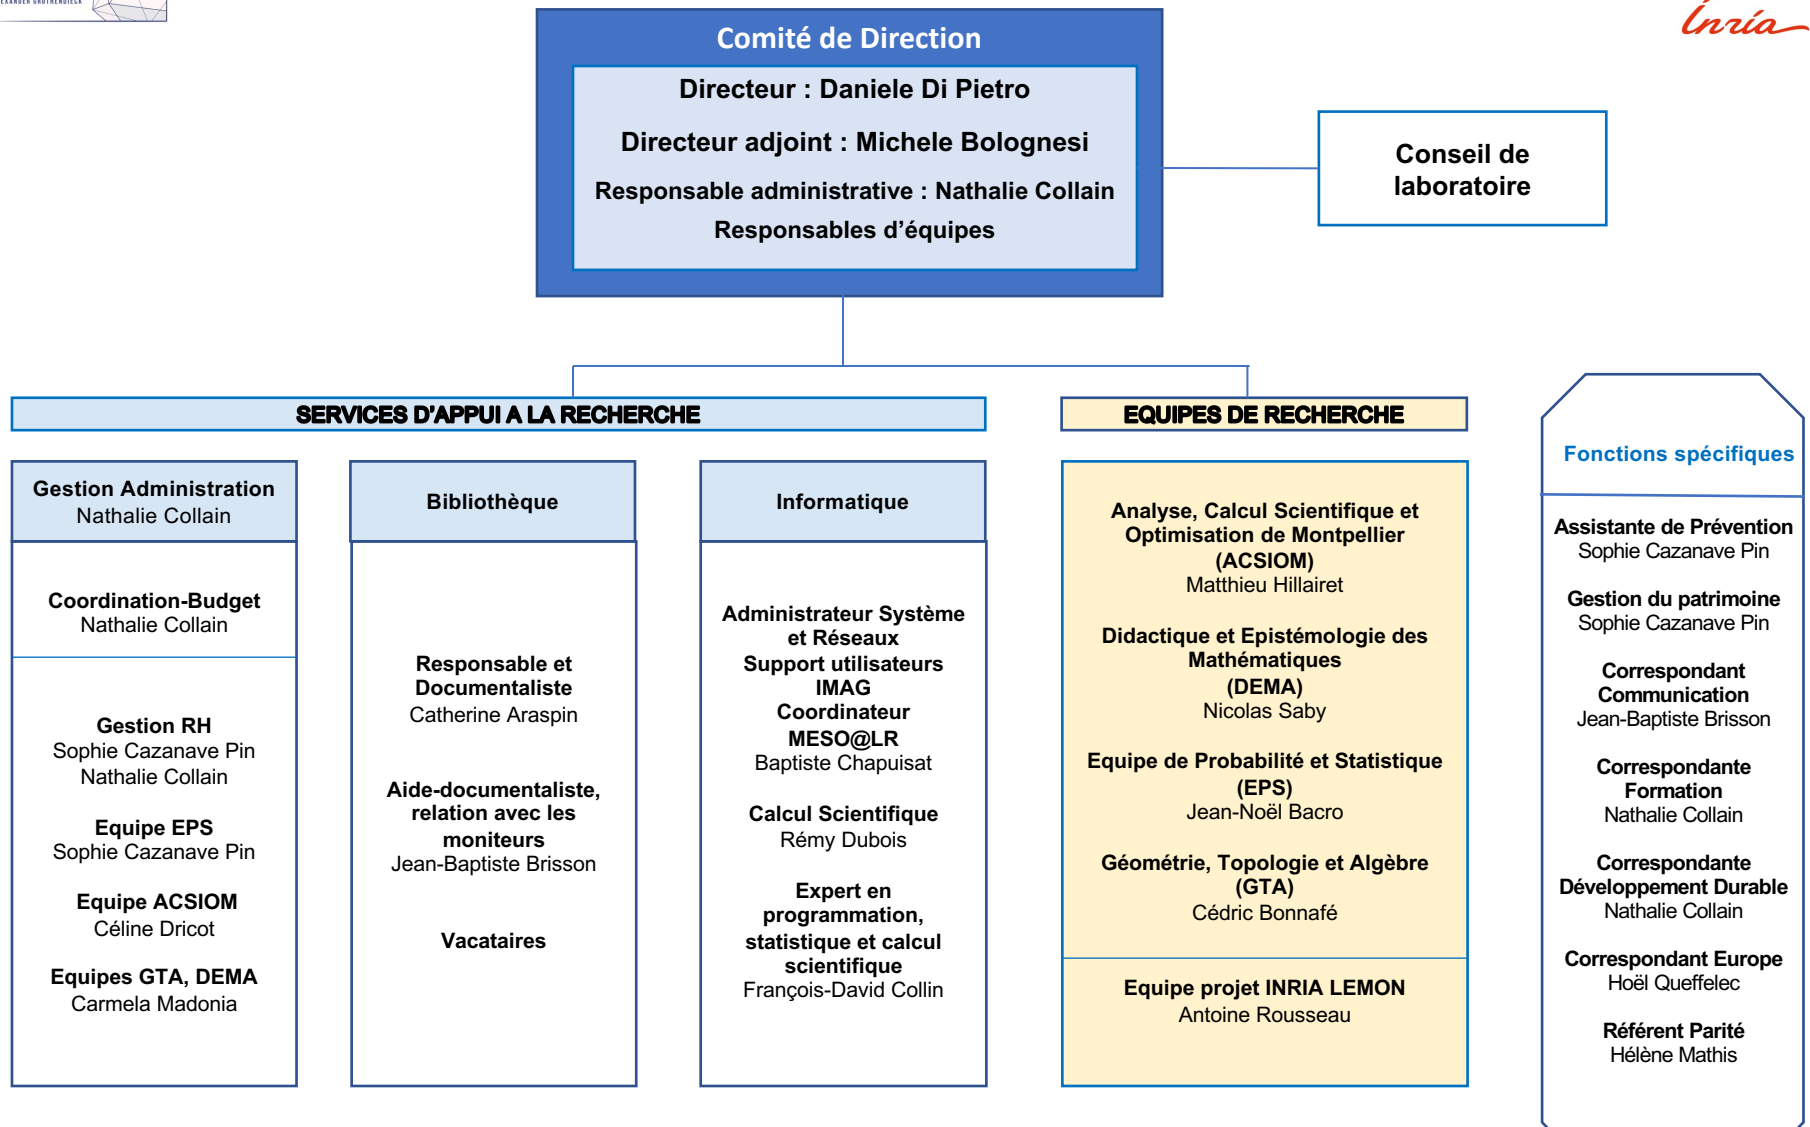 ALEXANDER GROTHENDIECK
Inria
Comité de Direction
Directeur : Daniele Di Pietro
Directeur adjoint : Michele Bolognesi
Responsable administrative : Nathalie Collain
Responsables d’équipes
Conseil de
laboratoire
SERVICES D'APPUI A LA RECHERCHE
EQUIPES DE RECHERCHE
Gestion Administration
Nathalie Collain
Coordination-Budget
Nathalie Collain
Gestion RH
Sophie Cazanave Pin
Nathalie Collain
Equipe EPS
Sophie Cazanave Pin
Equipe ACSIOM
Céline Dricot
Equipes GTA, DEMA
Carmela Madonia
Bibliothèque
Responsable et
Documentaliste
Catherine Araspin
Aide-documentaliste,
relation avec les
moniteurs
Jean-Baptiste Brisson
Vacataires
Informatique
Administrateur Système
et Réseaux
Support utilisateurs
IMAG
Coordinateur
MESO@LR
Baptiste Chapuisat
Calcul Scientifique
Rémy Dubois
Expert en
programmation,
statistique et calcul
scientifique
François-David Collin
Analyse, Calcul Scientifique et
Optimisation de Montpellier
(ACSIOM)
Matthieu Hillairet
Didactique et Epistémologie des
Mathématiques
(DEMA)
Nicolas Saby
Equipe de Probabilité et Statistique
(EPS)
Jean-Noël Bacro
Géométrie, Topologie et Algèbre
(GTA)
Cédric Bonnafé
Equipe projet INRIA LEMON
Antoine Rousseau
Fonctions spécifiques
Assistante de Prévention
Sophie Cazanave Pin
Gestion du patrimoine
Sophie Cazanave Pin
Correspondant
Communication
Jean-Baptiste Brisson
Correspondante
Formation
Nathalie Collain
Correspondante
Développement Durable
Nathalie Collain
Correspondant Europe
Hoël Queffelec
Référent Parité
Hélène Mathis